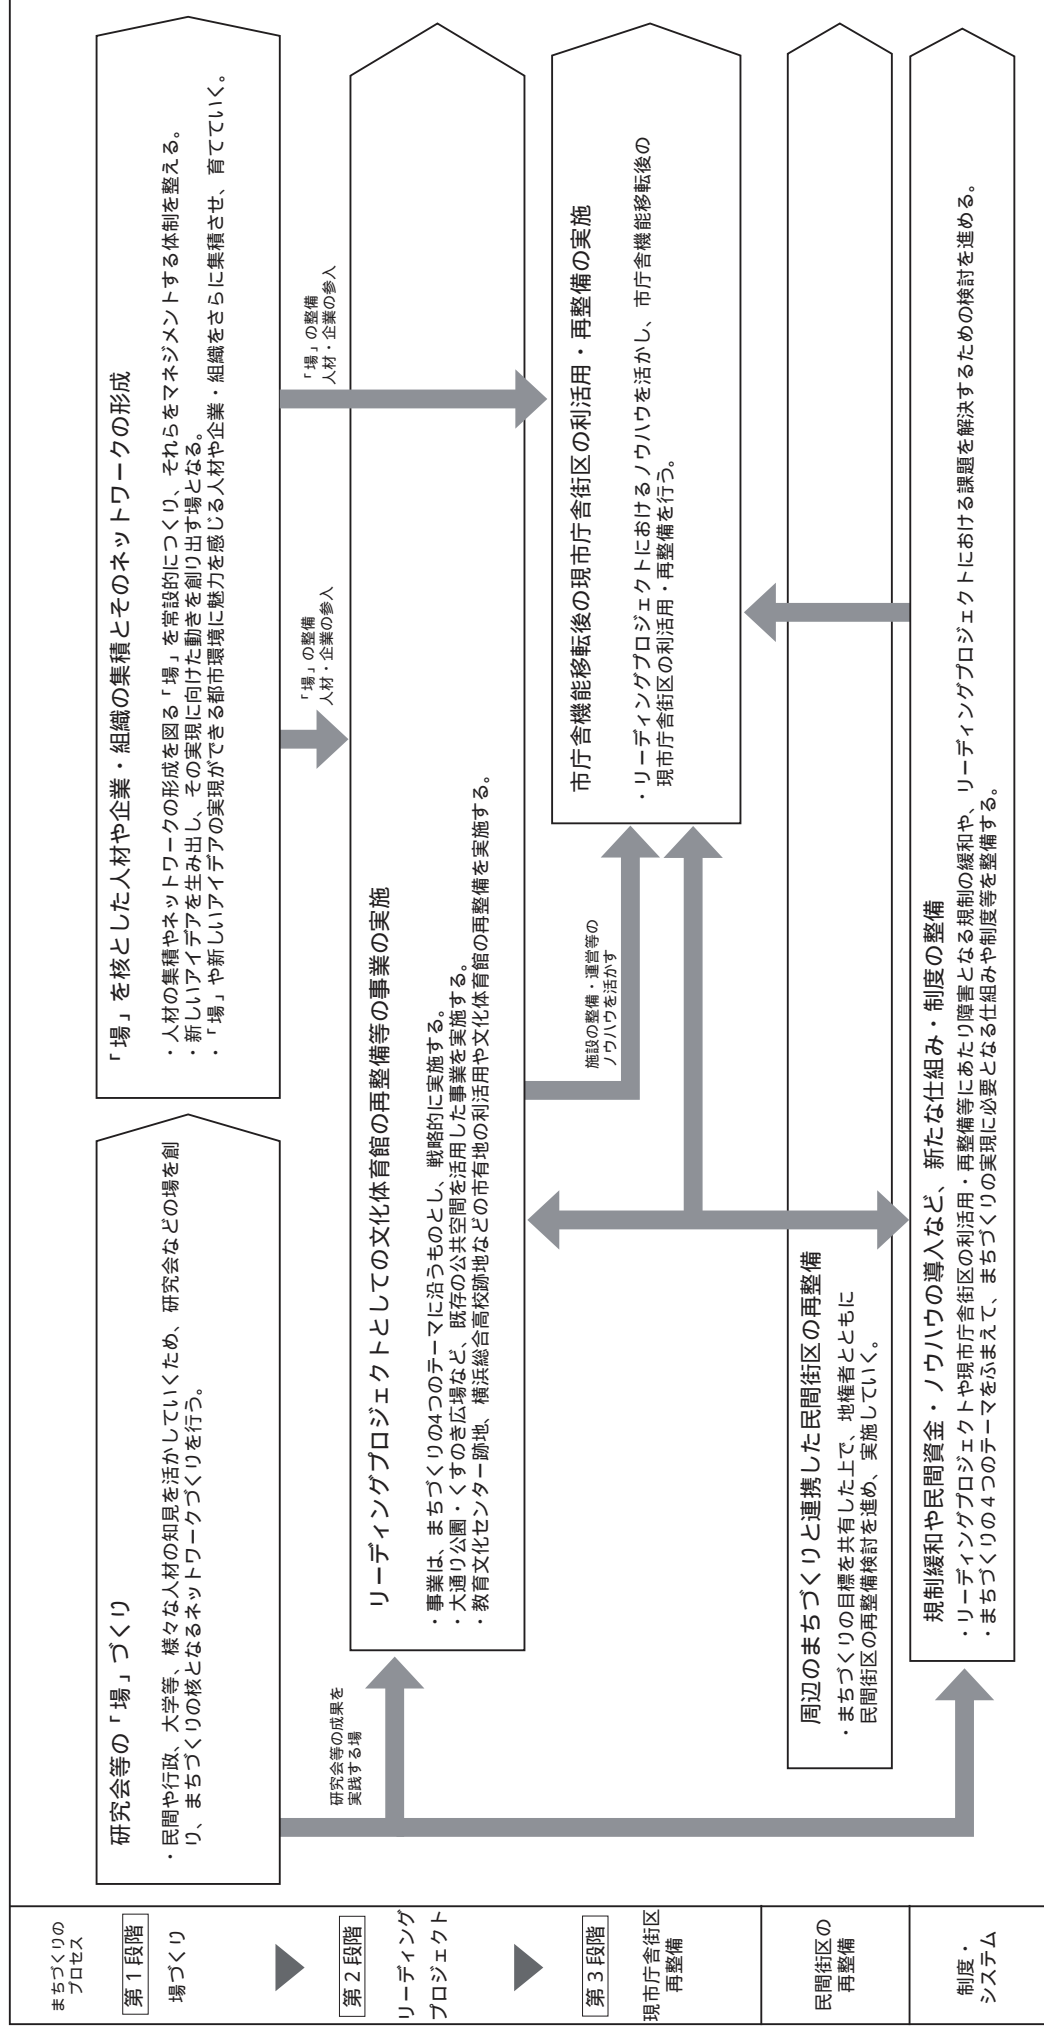 まちづくりの
プロセス
第1段階
場づくり
研究会等の「場」づくり
・民間や行政、大学等、様々な人材の知見を活かしていくため、研究会などの場を創
り、まちづくりの核となるネットワークづくりを行う。
「場」を核とした人材や企業・組織の集積とそのネットワークの形成
・人材の集積やネットワークの形成を図る「場」を常設的につくり、それらをマネジメントする体制を整える。
・新しいアイデアを生み出し、その実現に向けた動きを創り出す場となる。
・「場」や新しいアイデアの実現ができる都市環境に魅力を感じる人材や企業・組織をさらに集積させ、育てていく。
研究会等の成果を
実践する場
「場」の整備
人材・企業の参入
「場」の整備
人材・企業の参入
第2段階
リーディング
プロジェクト
リーディングプロジェクトとしての文化体育館の再整備等の事業の実施
・事業は、まちづくりの4つのテーマに沿うものとし、戦略的に実施する。
・大通り公園・くすのき広場など、既存の公共空間を活用した事業を実施する。
・教育文化センター跡地、横浜総合高校跡地などの市有地の利活用や文化体育館の再整備を実施する。
施設の整備・運営等の
ノウハウを活かす
第3段階
現市庁舎街区
再整備
市庁舎機能移転後の現市庁舎街区の利活用・再整備の実施
・リーディングプロジェクトにおけるノウハウを活かし、市庁舎機能移転後の
現市庁舎街区の利活用・再整備を行う。
民間街区の
再整備
周辺のまちづくりと連携した民間街区の再整備
・まちづくりの目標を共有した上で、地権者とともに
民間街区の再整備検討を進め、実施していく。
制度・
システム
規制緩和や民間資金・ノウハウの導入など、新たな仕組み・制度の整備
・リーディングプロジェクトや現市庁舎街区の利活用・再整備等にあたり障害となる規制の緩和や、リーディングプロジェクトにおける課題を解決するための検討を進める。
・まちづくりの４つのテーマをふまえて、まちづくりの実現に必要となる仕組みや制度等を整備する。